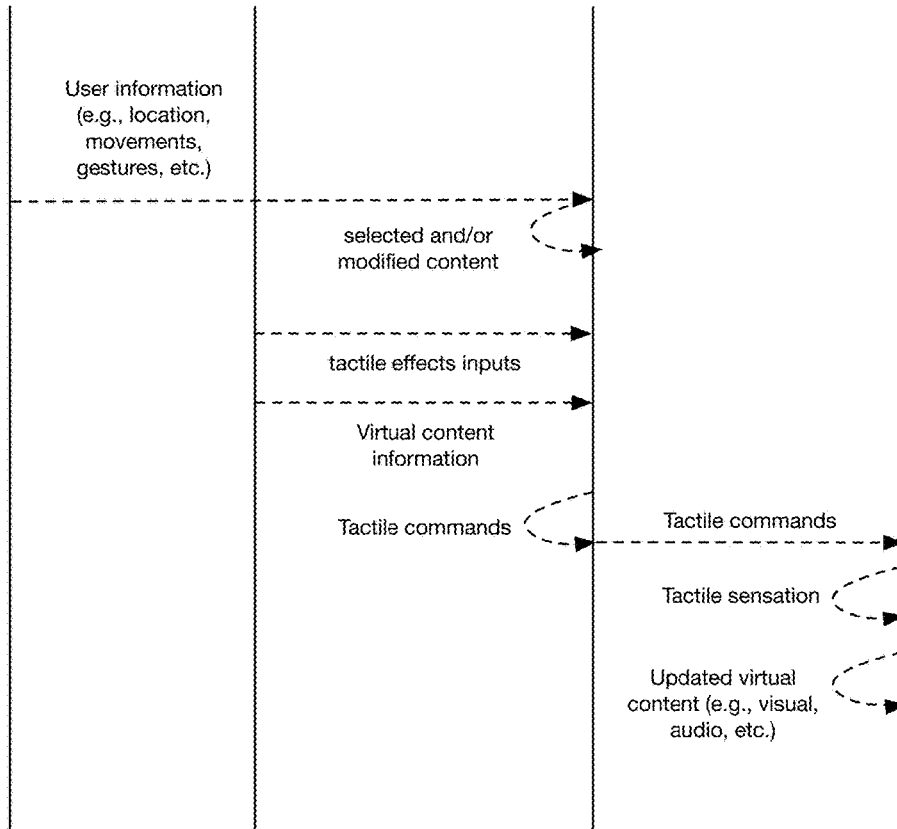 User information
(e.g., location,
movements,
gestures, etc.)
selected and/or
modified content
tactile effects inputs
Virtual content
information
Tactile commands
Tactile commands
Tactile sensation
Updated virtual
content (e.g., visual,
audio, etc.)